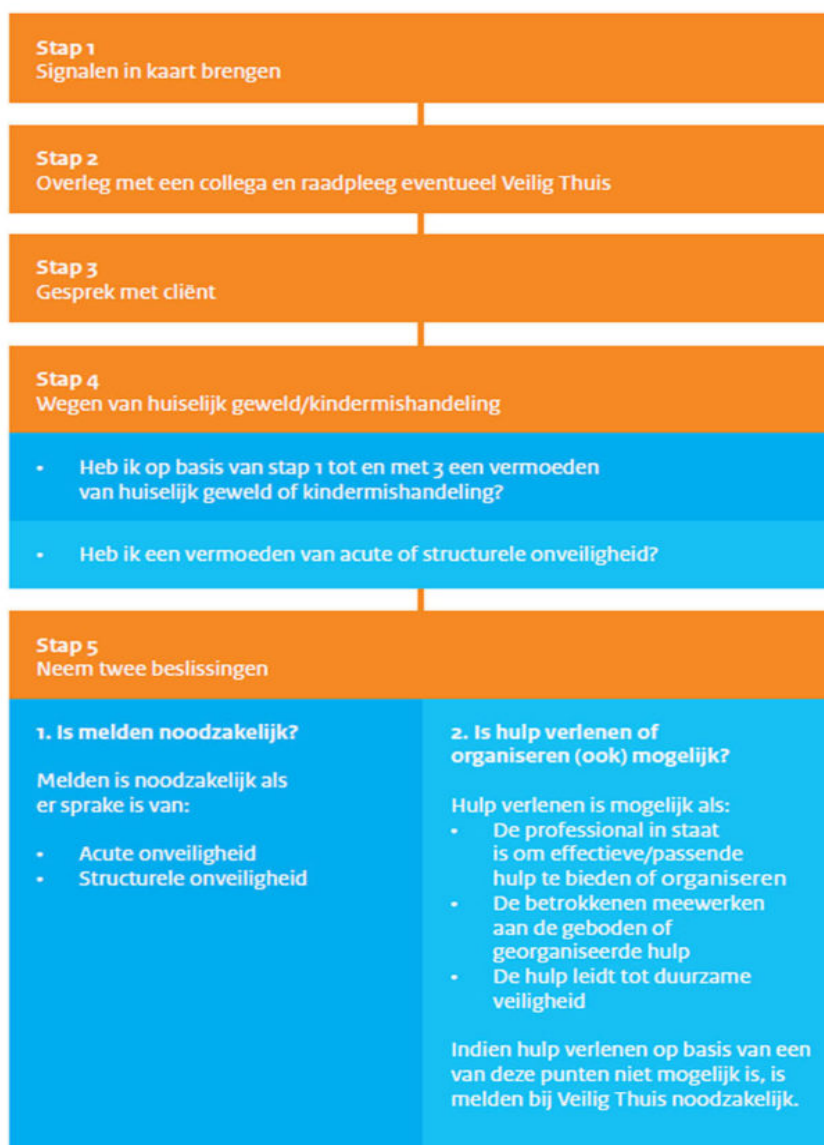 Stap 1
Signalen in kaart brengen
Stap 2
Overleg met een collega en raadpleeg eventueel Veilig Thuis
Stap 3
Gesprek met cliënt
Stap 4
Wegen van huiselijk geweld/kindermishandeling
• Heb ik op basis van stap 1 tot en met 3 een vermoeden
van huiselijk geweld of kindermishandeling?
• Heb ik een vermoeden van acute of structurele onveiligheid?
Stap 5
Neem twee beslissingen
1. Is melden noodzakelijk?
Melden is noodzakelijk als
er sprake is van:
• Acute onveiligheid
• Structurele onveiligheid
2. Is hulp verlenen of
organiseren (ook) mogelijk?
Hulp verlenen is mogelijk als:
• De professional in staat
is om effectieve/passende
hulp te bieden of organiseren
• De betrokkenen meewerken
aan de geboden of
georganiseerde hulp
• De hulp leidt tot duurzame
veiligheid
Indien hulp verlenen op basis van een
van deze punten niet mogelijk is, is
melden bij Veilig Thuis noodzakelijk.